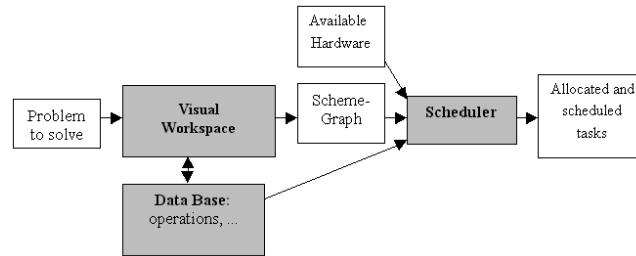 Available
Hardware
Problem
to solve
Visual
Workspace
Scheme-
Graph
Scheduler
Allocated and
scheduled
tasks
Data Base:
operations, ...